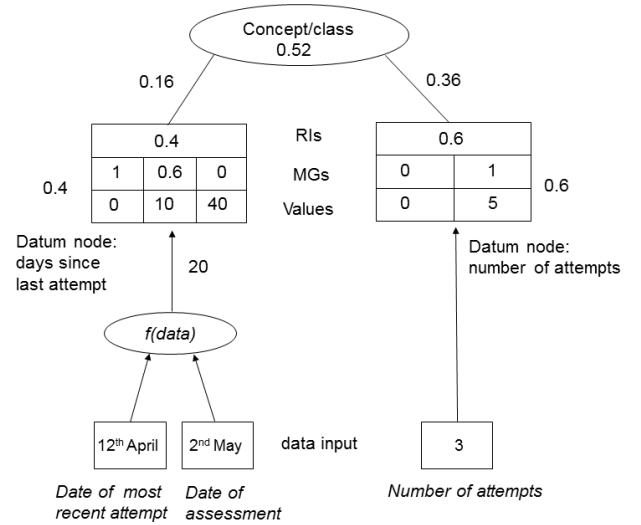 Concept/class
0.52
0.16
0.36
0.4
RIs
0.6
0.4
1 0.6 0
MGs
0 1
0.6
0 10 40
Values
0 5
Datum node:
days since
last attempt
20
Datum node:
number of attempts
f(data)
12th April
2nd May
data input
3
Date of most
recent attempt
Date of
assessment
Number of attempts